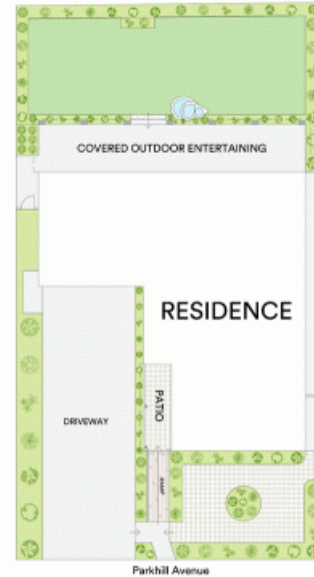 COVERED OUTDOOR ENTERTAINING
RESIDENCE
PATIO
DRIVEWAY
Parkhill Avenue